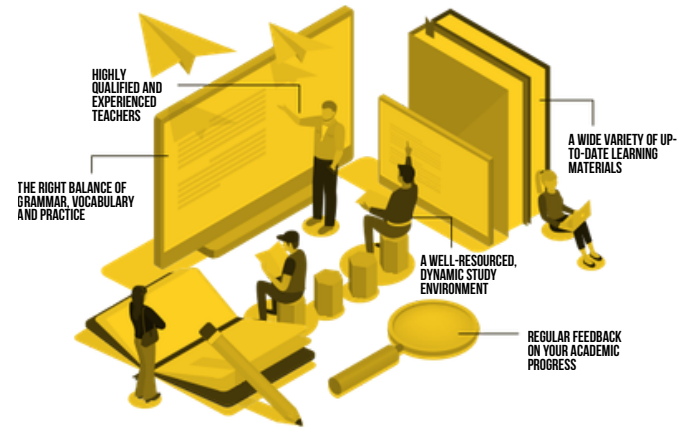 HIGHLY
QUALIFIED AND
EXPERIENCED
TEACHERS
THE RIGHT BALANCE OF
GRAMMAR, VOCABULARY
AND PRACTICE
A WIDE VARIETY OF UP-
TO-DATE LEARNING
MATERIALS
A WELL-RESOURCED,
DYNAMIC STUDY
ENVIRONMENT
REGULAR FEEDBACK
ON YOUR ACADEMIC
PROGRESS